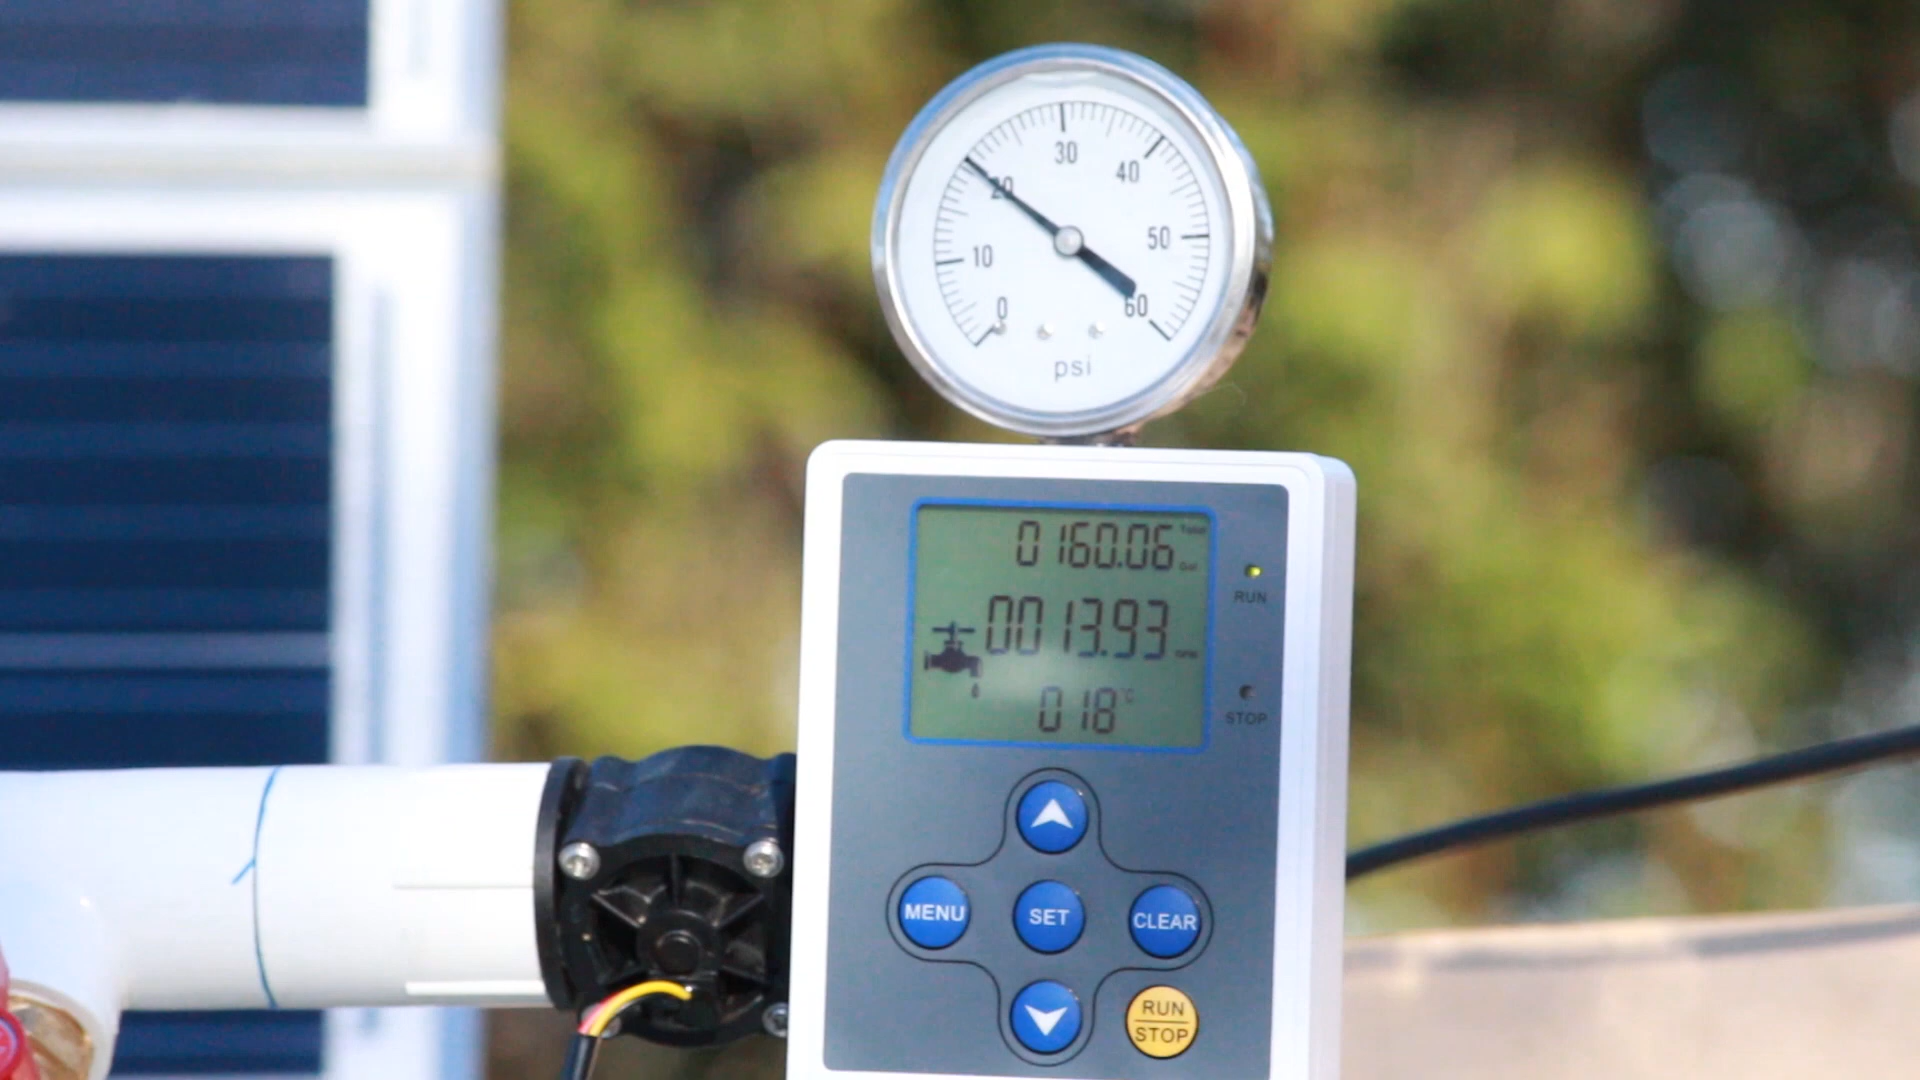 30
20
40
10
50
0
60
psi
0160.06
0013.93
018 °C
RUN
STOP
MENU
SET
CLEAR
RUN
STOP